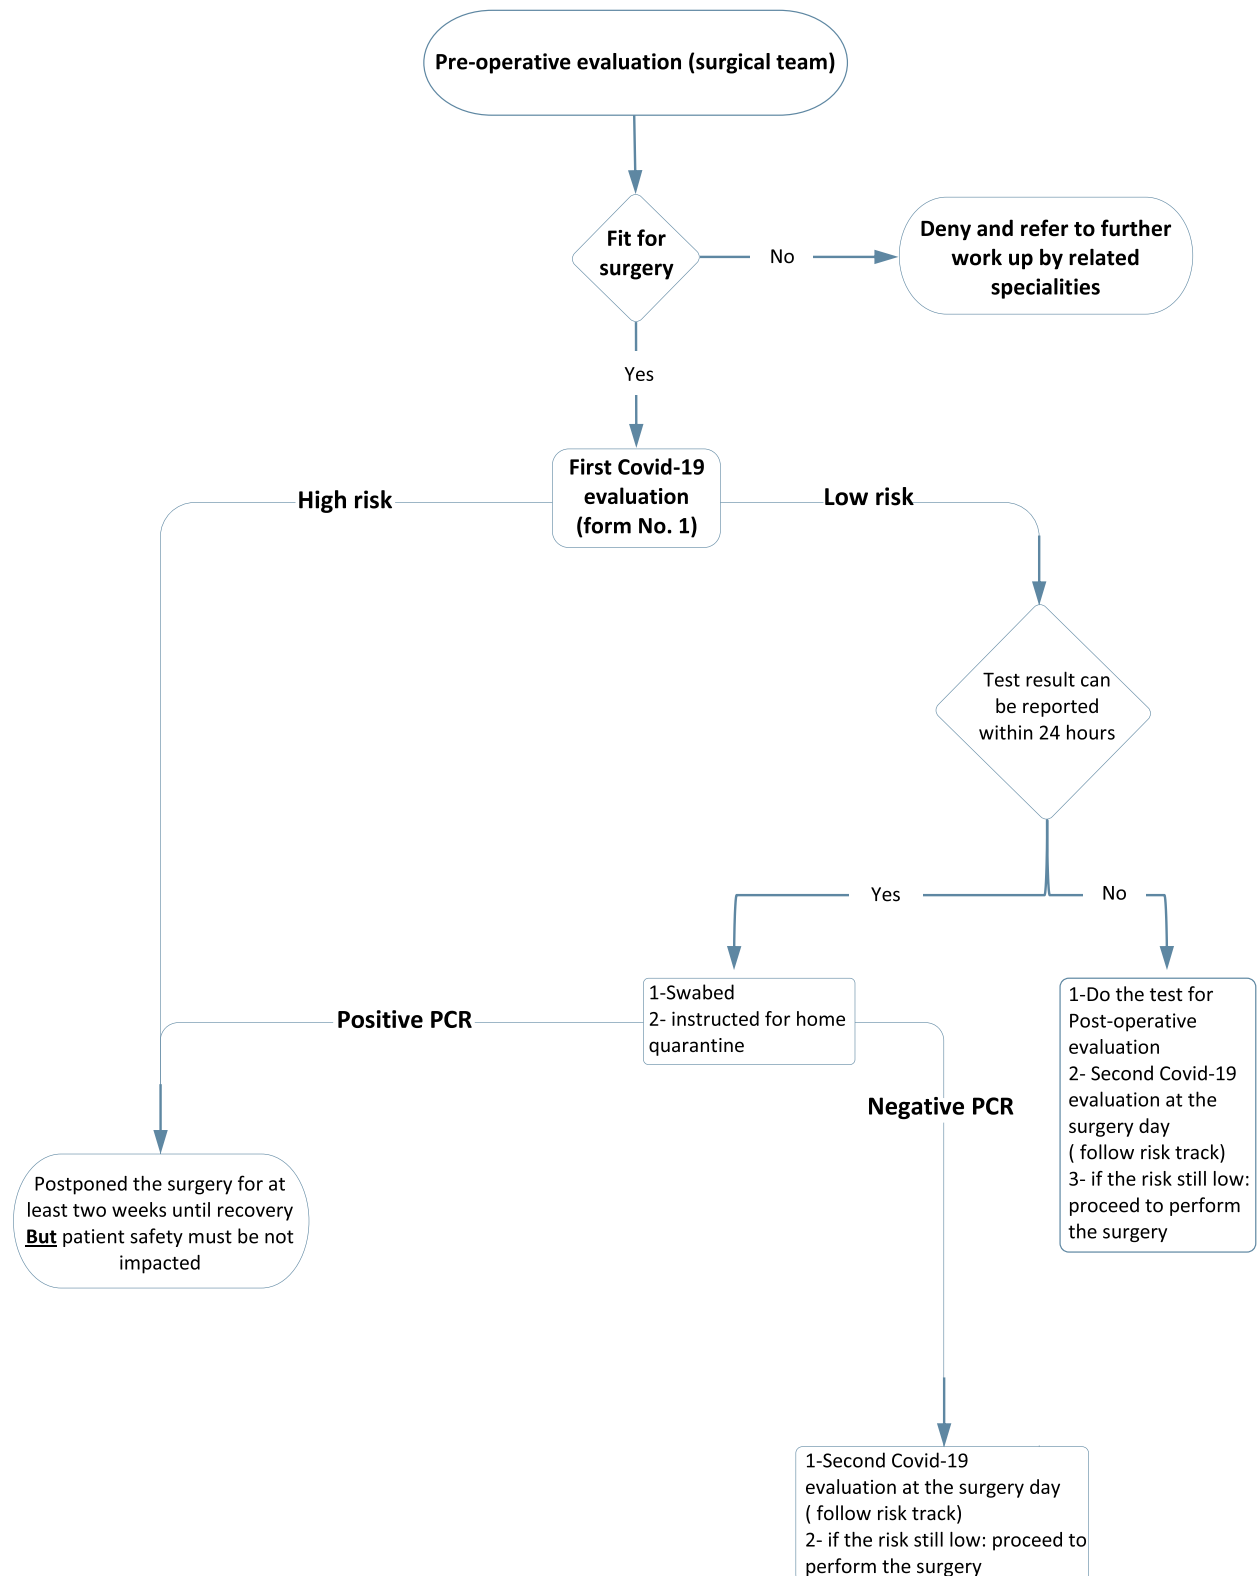 Pre-operative evaluation (surgical team)
Fit for
surgery
No
Deny and refer to further
work up by related
specialities
Yes
First Covid-19
evaluation
(form No. 1)
High risk
Low risk
Test result can
be reported
within 24 hours
Yes
No
1-Swabed
2- instructed for home
quarantine
Positive PCR
Negative PCR
1-Do the test for
Post-operative
evaluation
2- Second Covid-19
evaluation at the
surgery day
( follow risk track)
3- if the risk still low:
proceed to perform
the surgery
Postponed the surgery for at
least two weeks until recovery
But patient safety must be not
impacted
1-Second Covid-19
evaluation at the surgery day
( follow risk track)
2- if the risk still low: proceed to
perform the surgery